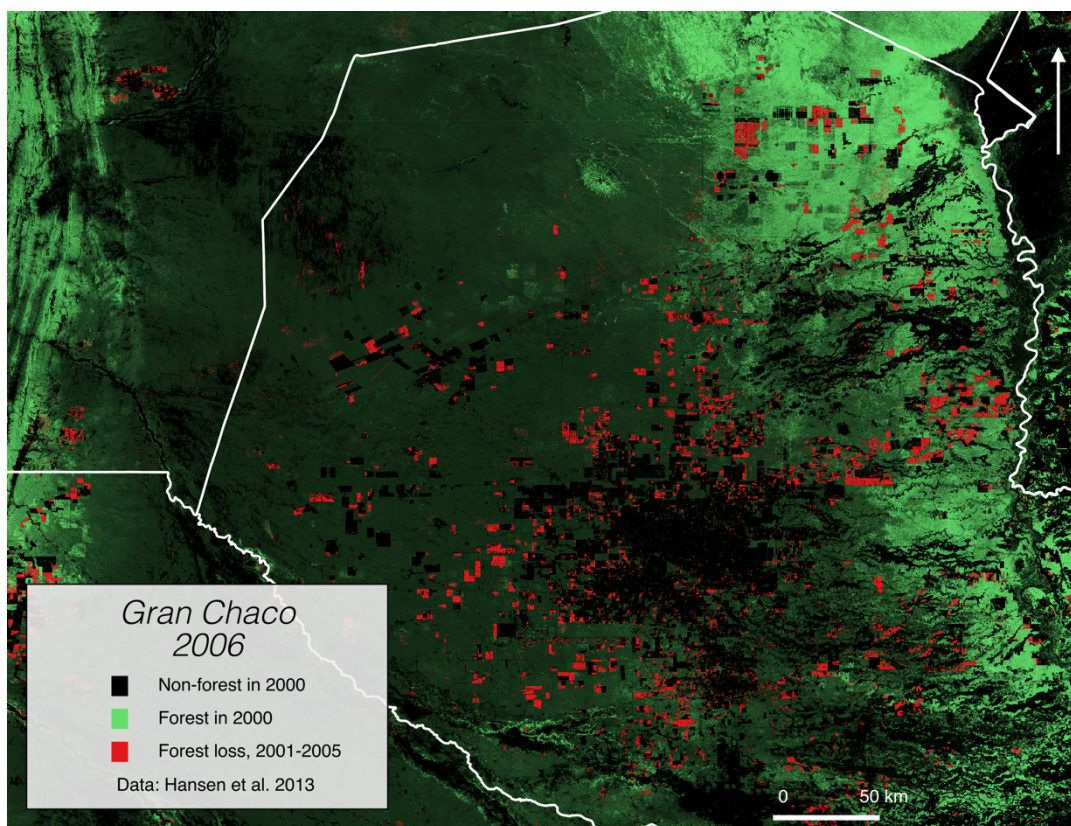 Gran Chaco
2006
Non-forest in 2000
Forest in 2000
Forest loss, 2001-2005
Data: Hansen et al. 2013
0 50 km